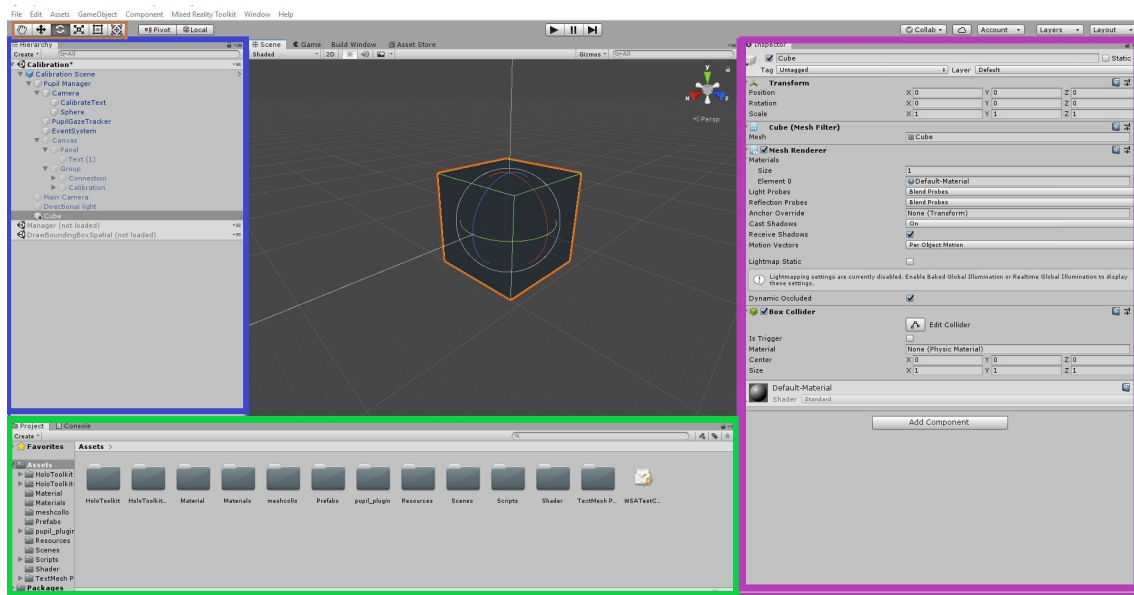 File Edit Assets GameObject Component Mixed Reality Toolkit Window Help
Pivot Local
Collab Account Layers Layout
Hierarchy
Create All
Calibration*
Calibration Scene
Pupil Manager
Camera
CalibrateText
Sphere
PupilGazeTracker
EventSystem
Canvas
Panel
Text (1)
Group
Connection
Calibration
Main Camera
Directional light
Cube
Manager (not loaded)
DrawBoundingBoxSpatial (not loaded)
Scene Game Build Window Asset Store
Shaded 2D Gizmos All
y
x z
Persp
Inspector
Cube Static
Tag Untagged Layer Default
Transform
Position X 0 Y 0 Z 0
Rotation X 0 Y 0 Z 0
Scale X 1 Y 1 Z 1
Cube (Mesh Filter)
Mesh Cube
Mesh Renderer
Materials
Size 1
Element 0 Default-Material
Light Probes Blend Probes
Reflection Probes Blend Probes
Anchor Override None (Transform)
Cast Shadows On
Receive Shadows
Motion Vectors Per Object Motion
Lightmap Static
Lightmapping settings are currently disabled. Enable Baked Global Illumination or Realtime Global Illumination to display
these settings.
Dynamic Occluded
Box Collider
Edit Collider
Is Trigger
Material None (Physic Material)
Center X 0 Y 0 Z 0
Size X 1 Y 1 Z 1
Default-Material
Shader Standard
Add Component
Project Console
Create
Favorites
Assets
HoloToolkit
HoloToolkit-
Material
Materials
meshcollo
Prefabs
pupil_plugin
Resources
Scenes
Scripts
Shader
TextMesh P
Packages
Assets >
HoloToolkit HoloToolkit... Material Materials meshcollo Prefabs pupil_plugin Resources Scenes Scripts Shader TextMesh P... WSATestC...